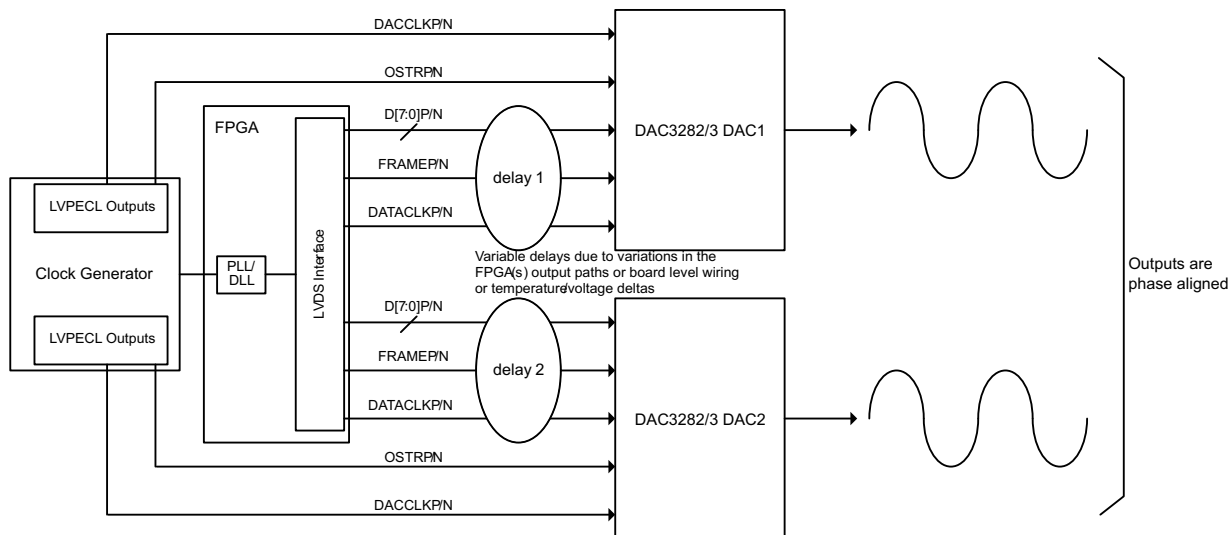 DACCLKP/N
OSTRP/N
FPGA
D[7:0]P/N
FRAMEP/N
DATACLKP/N
delay 1
DAC3282/3 DAC1
LVPECL Outputs
Clock Generator
LVPECL Outputs
PLL/
DLL
LVDS Interface
Variable delays due to variations in the
FPGA(s) output paths or board level wiring
or temperature/voltage deltas
D[7:0]P/N
FRAMEP/N
DATACLKP/N
delay 2
DAC3282/3 DAC2
OSTRP/N
DACCLKP/N
Outputs are
phase aligned